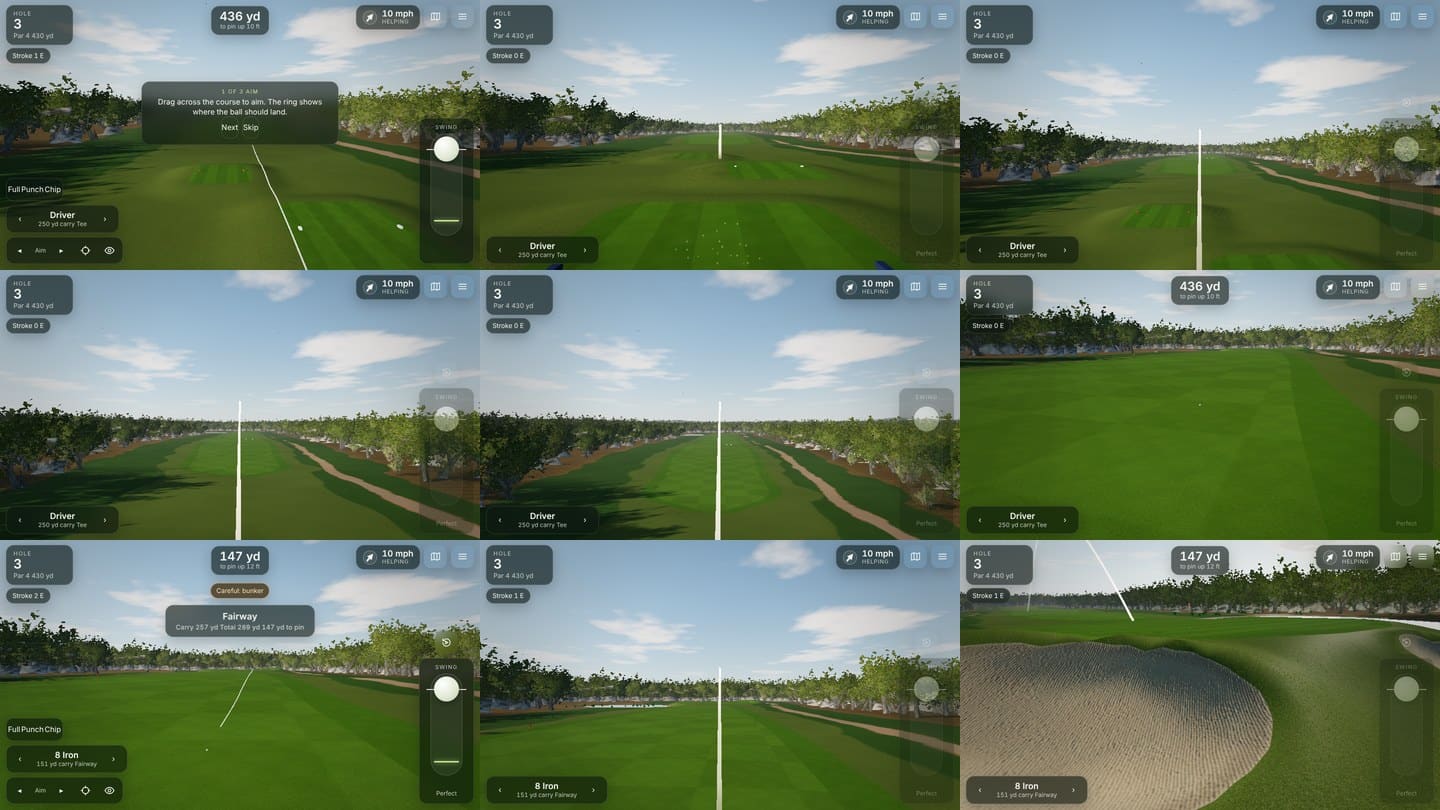 HOLE
3
Par 4 430 yd
Stroke 1 E
436 yd
to pin up 10 ft
10 mph
HELPING
1 OF 3 AIM
Drag across the course to aim. The ring shows
where the ball should land.
Next Skip
SWING
Full Punch Chip
Driver
250 yd carry Tee
Aim
HOLE
3
Par 4 430 yd
Stroke 0 E
10 mph
HELPING
SWING
Driver
250 yd carry Tee
Perfect
HOLE
3
Par 4 430 yd
Stroke 0 E
10 mph
HELPING
SWING
Driver
250 yd carry Tee
Perfect
HOLE
3
Par 4 430 yd
Stroke 0 E
10 mph
HELPING
SWING
Driver
250 yd carry Tee
Perfect
HOLE
3
Par 4 430 yd
Stroke 0 E
10 mph
HELPING
SWING
Driver
250 yd carry Tee
Perfect
HOLE
3
Par 4 430 yd
Stroke 0 E
436 yd
to pin up 10 ft
10 mph
HELPING
SWING
Driver
250 yd carry Tee
Perfect
HOLE
3
Par 4 430 yd
Stroke 2 E
147 yd
to pin up 12 ft
Careful: bunker
10 mph
HELPING
Fairway
Carry 257 yd Total 289 yd 147 yd to pin
SWING
Full Punch Chip
8 Iron
151 yd carry Fairway
Aim
Perfect
HOLE
3
Par 4 430 yd
Stroke 1 E
10 mph
HELPING
SWING
8 Iron
151 yd carry Fairway
Perfect
HOLE
3
Par 4 430 yd
Stroke 1 E
147 yd
to pin up 12 ft
10 mph
HELPING
SWING
8 Iron
151 yd carry Fairway
Perfect